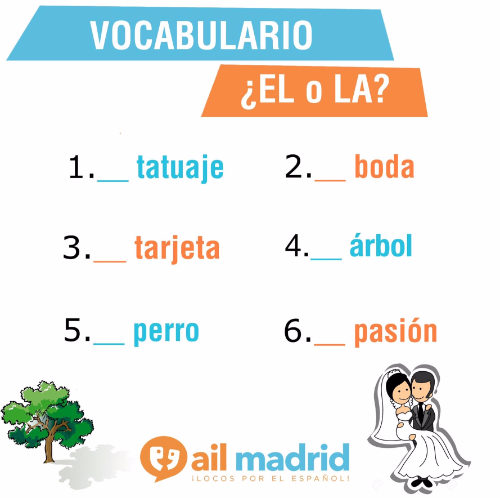 VOCABULARIO
¿EL o LA?
1.__ tatuaje 2.__ boda
3.__ tarjeta 4.__ árbol
5.__ perro 6.__ pasión
ail madrid
¡LOCOS POR EL ESPAÑOL!